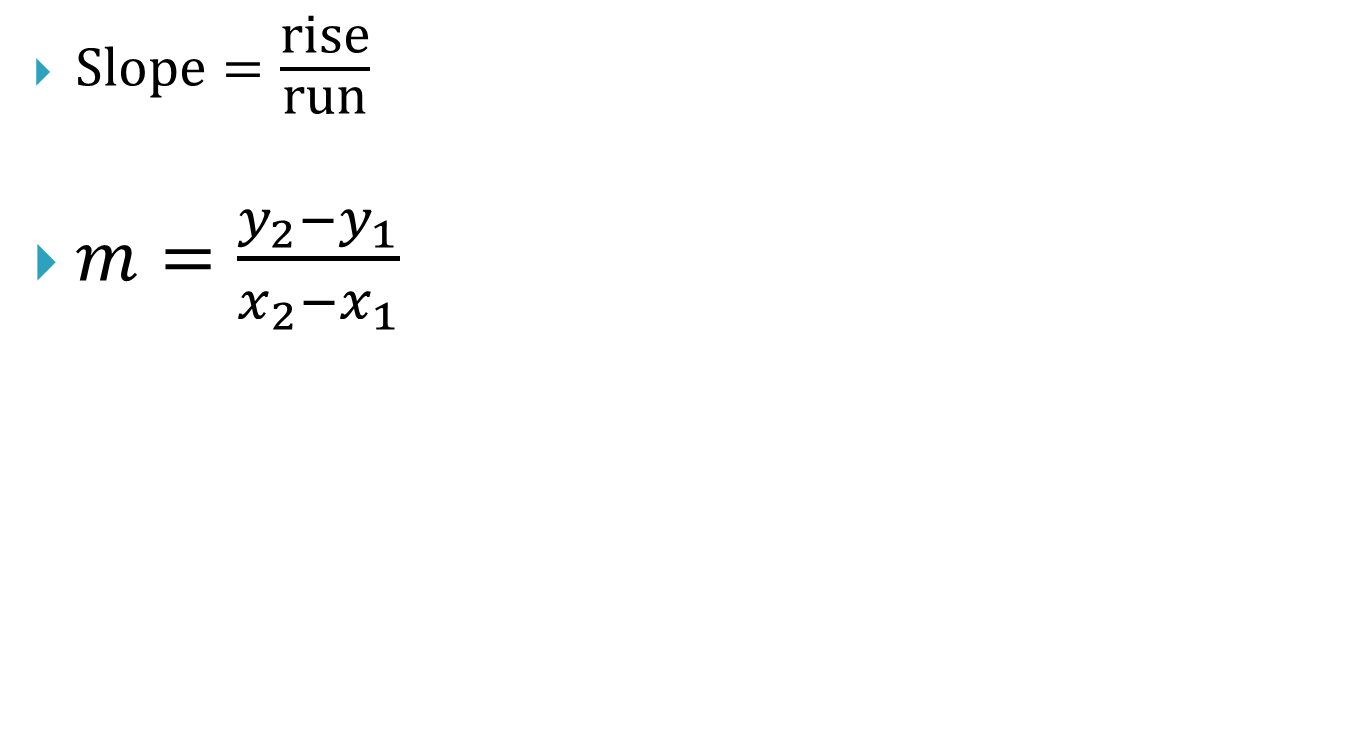 Slope = rise/run
m = y₂−y₁/x₂−x₁